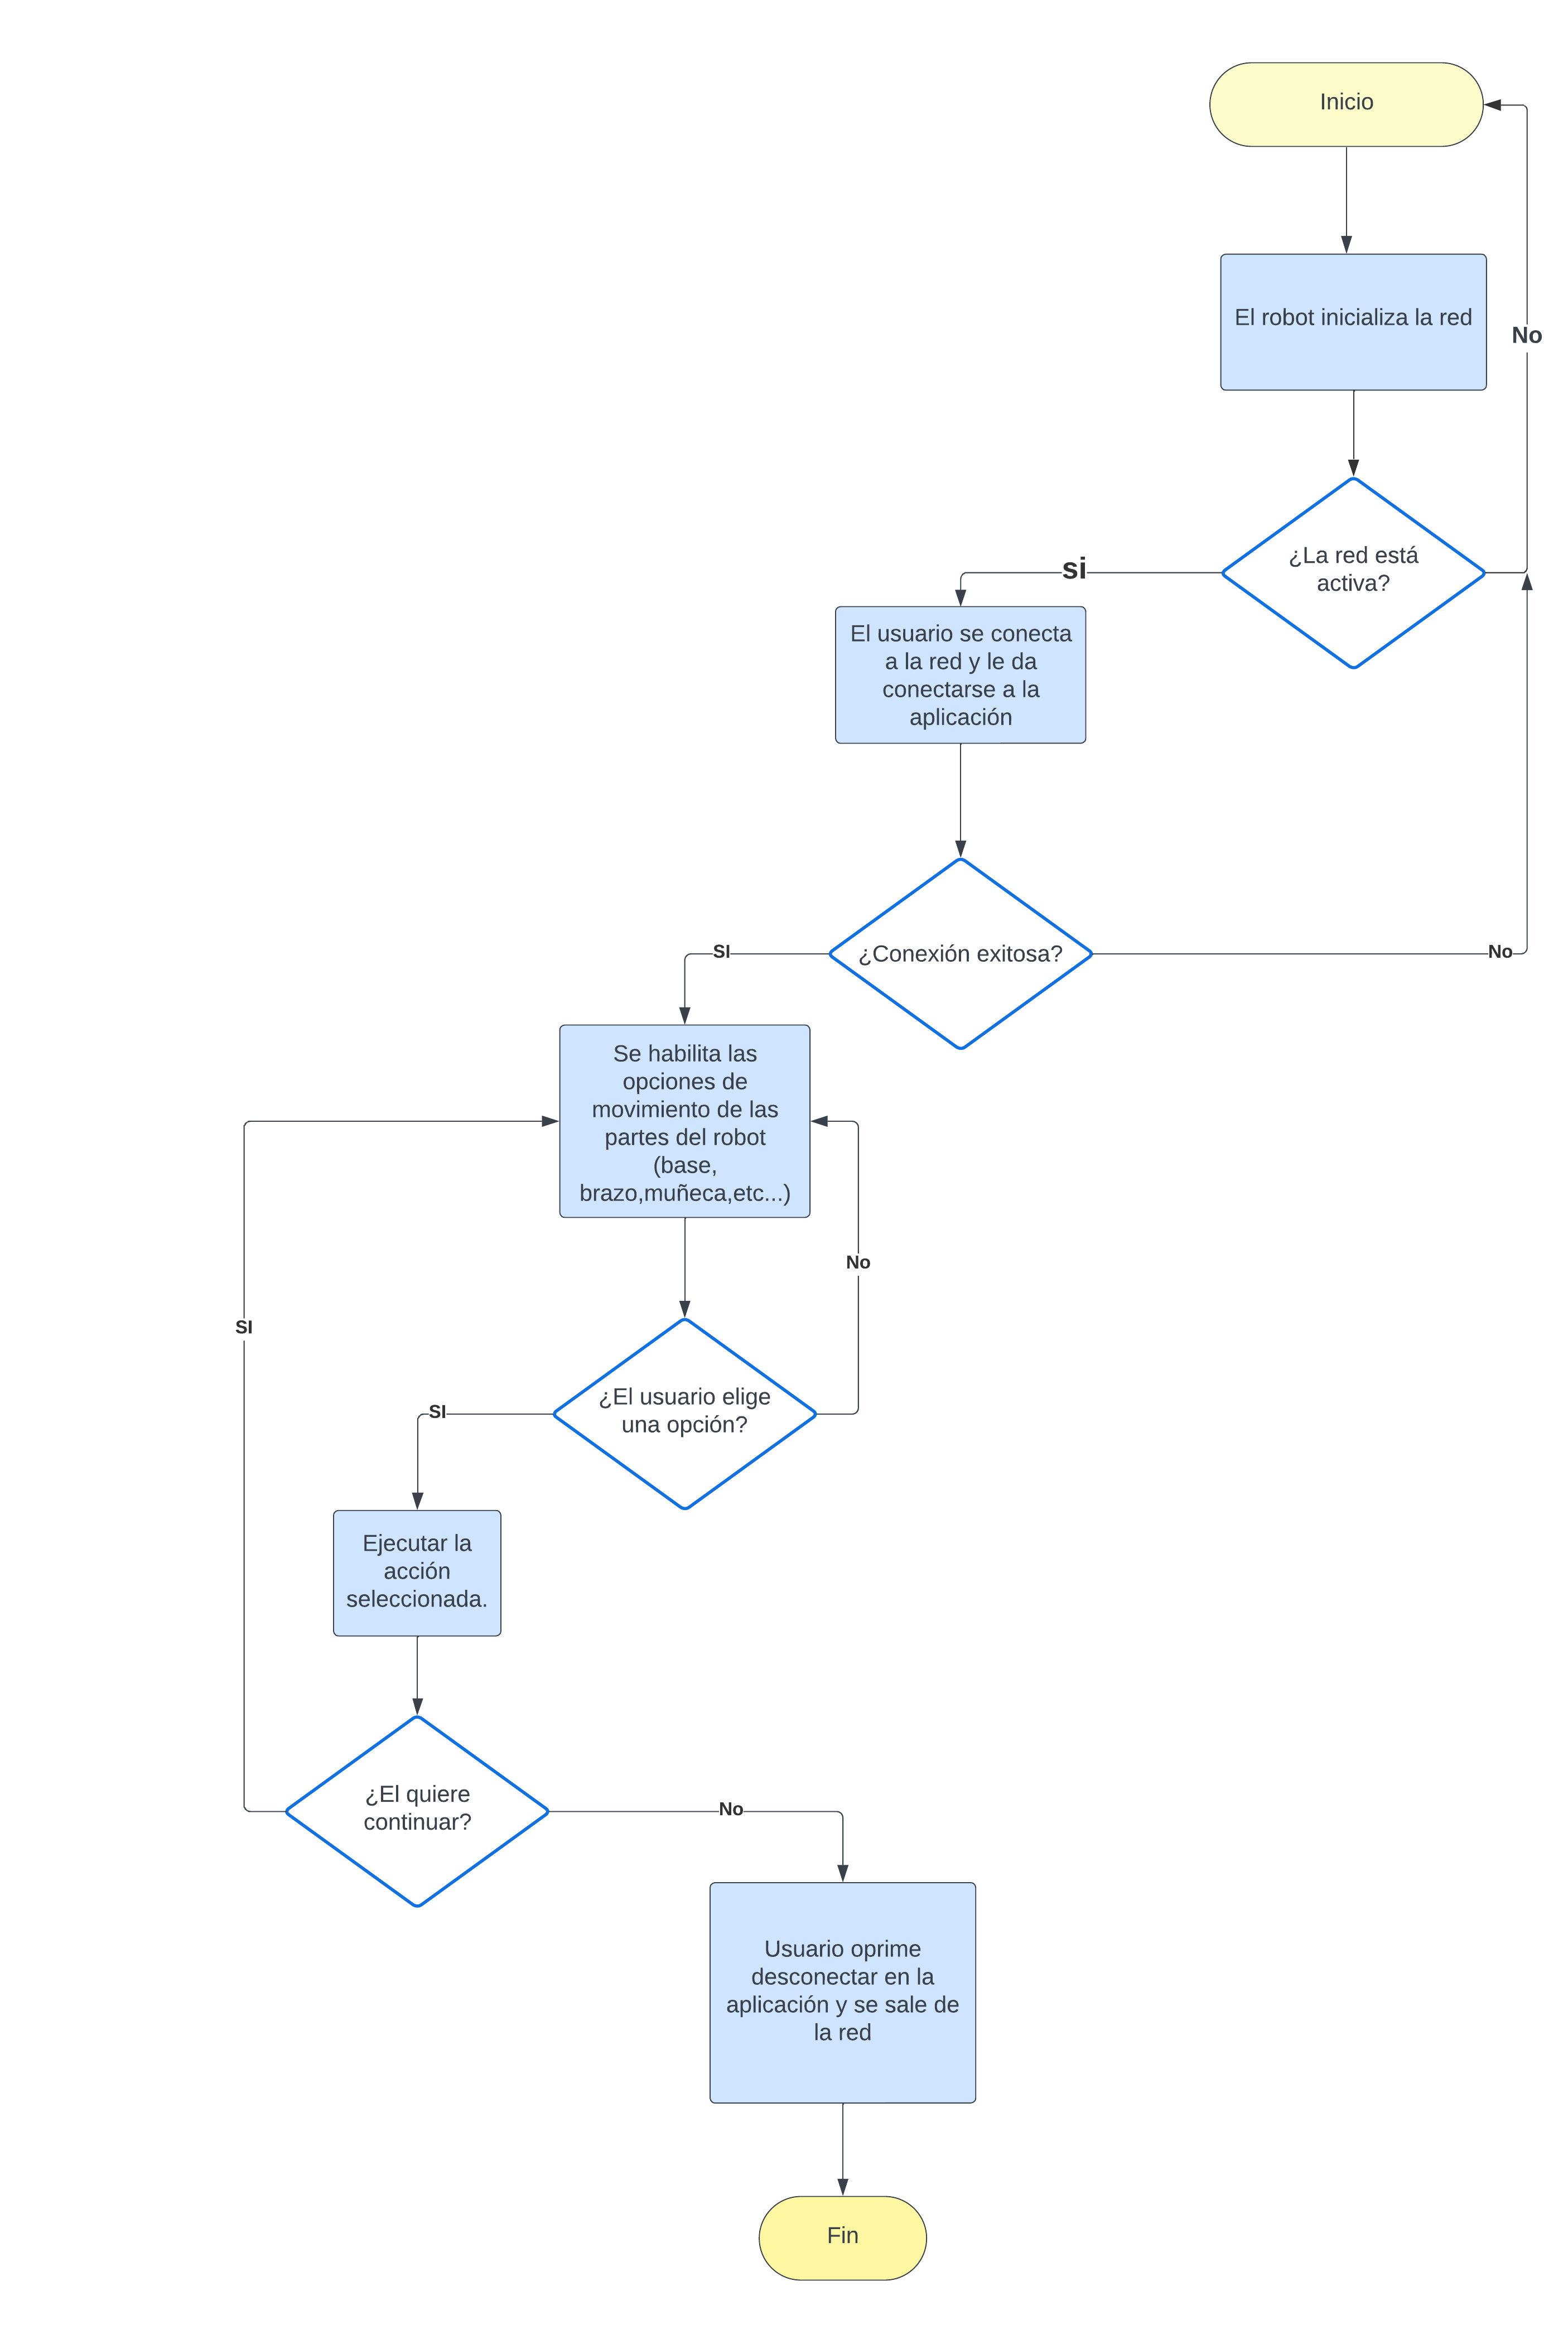 Inicio
El robot inicializa la red
No
¿La red está
activa?
si
El usuario se conecta
a la red y le da
conectarse a la
aplicación
¿Conexión exitosa?
SI
No
Se habilita las
opciones de
movimiento de las
partes del robot
(base,
brazo,muñeca,etc...)
No
SI
¿El usuario elige
una opción?
SI
Ejecutar la
acción
seleccionada.
¿El quiere
continuar?
No
Usuario oprime
desconectar en la
aplicación y se sale de
la red
Fin